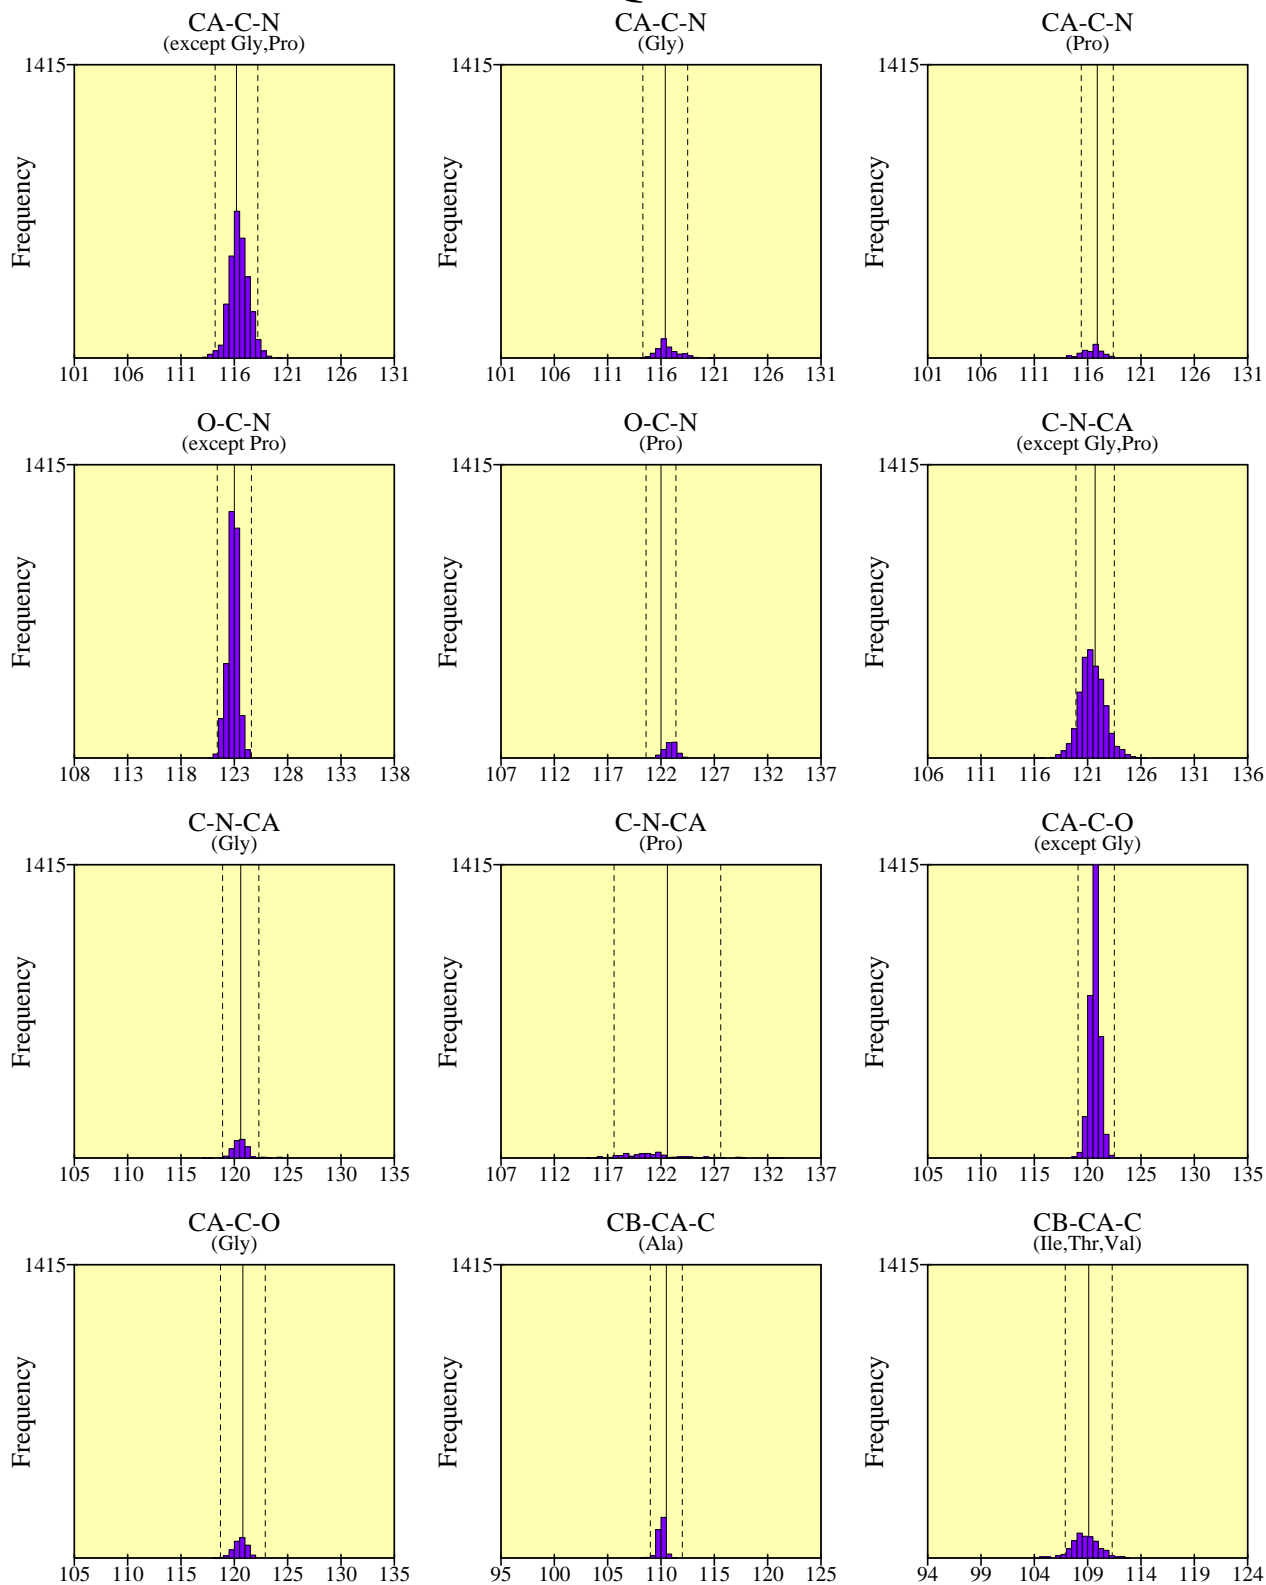 CA-C-N CA-C-N CA-C-N
(except Gly,Pro) (Gly) (Pro)
1415 1415 1415
Frequency Frequency Frequency
101 106 111 116 121 126 131 101 106 111 116 121 126 131 101 106 111 116 121 126 131
O-C-N O-C-N C-N-CA
(except Pro) (Pro) (except Gly,Pro)
1415 1415 1415
Frequency Frequency Frequency
108 113 118 123 128 133 138 107 112 117 122 127 132 137 106 111 116 121 126 131 136
C-N-CA C-N-CA CA-C-O
(Gly) (Pro) (except Gly)
1415 1415 1415
Frequency Frequency Frequency
105 110 115 120 125 130 135 107 112 117 122 127 132 137 105 110 115 120 125 130 135
CA-C-O CB-CA-C CB-CA-C
(Gly) (Ala) (Ile,Thr,Val)
1415 1415 1415
Frequency Frequency Frequency
105 110 115 120 125 130 135 95 100 105 110 115 120 125 94 99 104 109 114 119 124